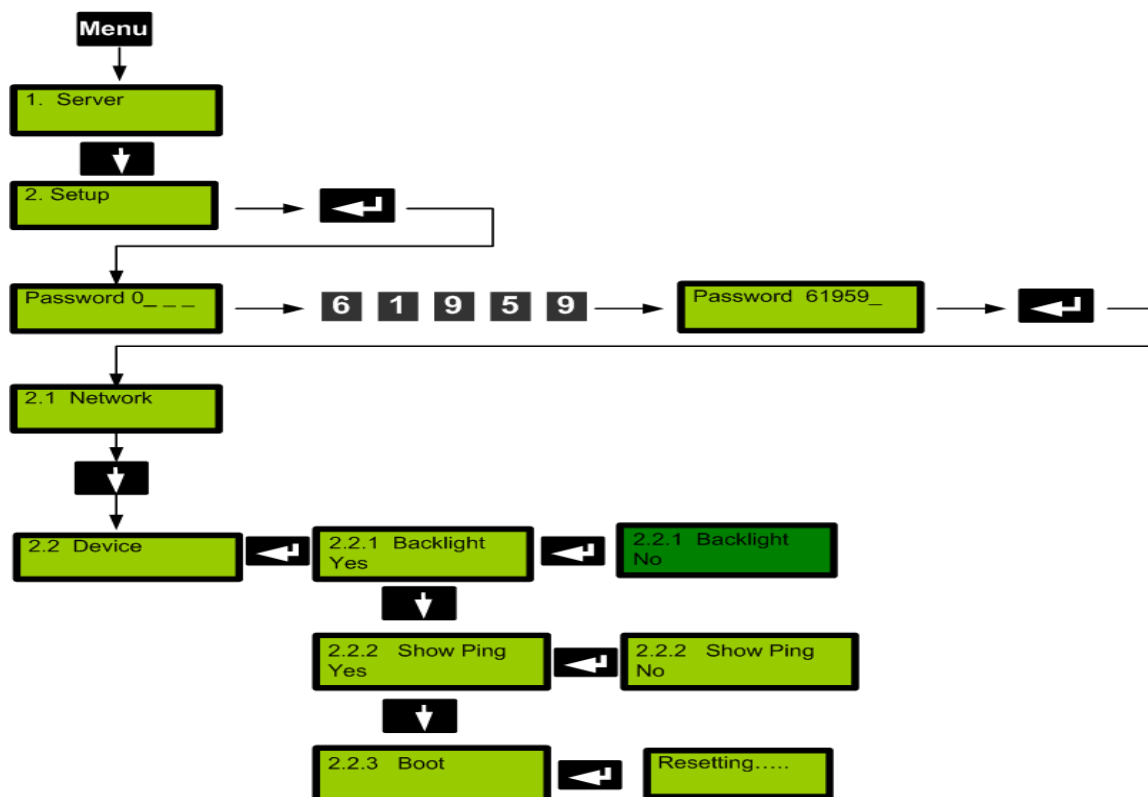 Menu
1. Server
2. Setup
Password 0_ _ _
6 1 9 5 9
Password 61959_
2.1 Network
2.2 Device
2.2.1 Backlight
Yes
2.2.1 Backlight
No
2.2.2 Show Ping
Yes
2.2.2 Show Ping
No
2.2.3 Boot
Resetting.....